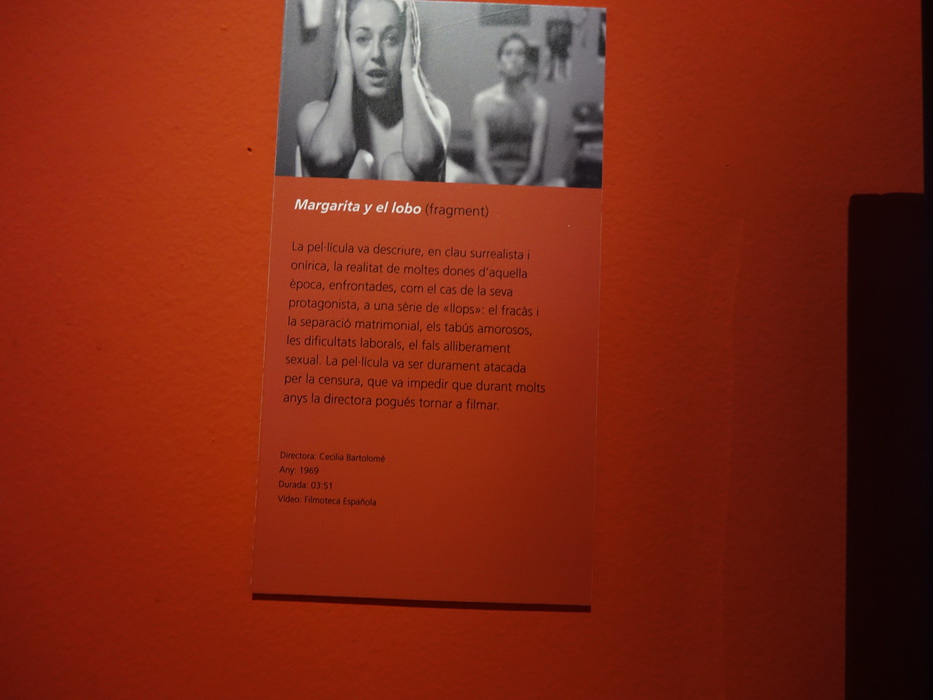 Margarita y el lobo (fragment)
La pel·lícula va descriure, en clau surrealista i
onírica, la realitat de moltes dones d'aquella
època, enfrontades, com el cas de la seva
protagonista, a una sèrie de «llops»: el fracàs i
la separació matrimonial, els tabús amorosos,
les dificultats laborals, el fals alliberament
sexual. La pel·lícula va ser durament atacada
per la censura, que va impedir que durant molts
anys la directora pogués tornar a filmar.
Directora: Cecilia Bartolomé
Any: 1969
Durada: 03:51
Vídeo: Filmoteca Española